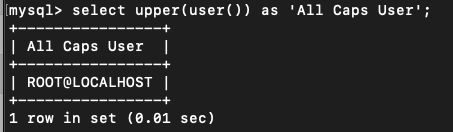 mysql> select upper(user()) as 'All Caps User';
+----------------+
| All Caps User  |
+----------------+
| ROOT@LOCALHOST |
+----------------+
1 row in set (0.01 sec)